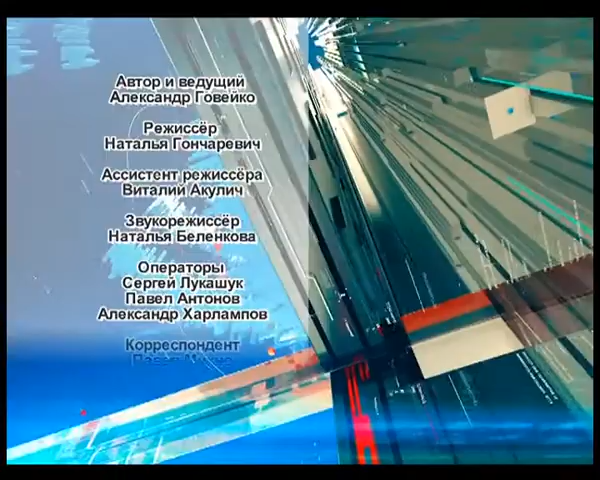 Автор и ведущий
Александр Говейко
Режиссёр
Наталья Гончаревич
Ассистент режиссёра
Виталий Акулич
Звукорежиссёр
Наталья Беленкова
Операторы
Сергей Лукашук
Павел Антонов
Александр Харлампов
Корреспондент
Павел